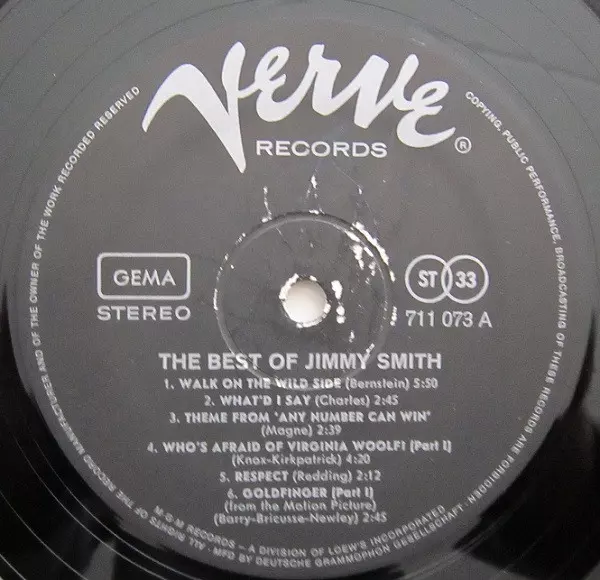 Verve
RECORDS ®
GEMA
STEREO
ST 33
711 073 A
THE BEST OF JIMMY SMITH
1. WALK ON THE WILD SIDE (Bernstein) 5:50
2. WHAT'D I SAY (Charles) 2:45
3. THEME FROM "ANY NUMBER CAN WIN"
(Magne) 2:39
4. WHO'S AFRAID OF VIRGINIA WOOLF? (Part I)
(Knox-Kirkpatrick) 4:20
5. RESPECT (Redding) 2:12
6. GOLDFINGER (Part I)
(from the Motion Picture)
(Barry-Bricusse-Newley) 2:45
M-G-M RECORDS – A DIVISION OF LOEW'S INCORPORATED
ALL RIGHTS OF THE RECORD MANUFACTURER AND OF THE OWNER OF THE WORK RECORDED RESERVED
COPYING, PUBLIC PERFORMANCE, BROADCASTING OF THESE RECORDS ARE FORBIDDEN
· MFD BY DEUTSCHE GRAMMOPHON GESELLSCHAFT ·